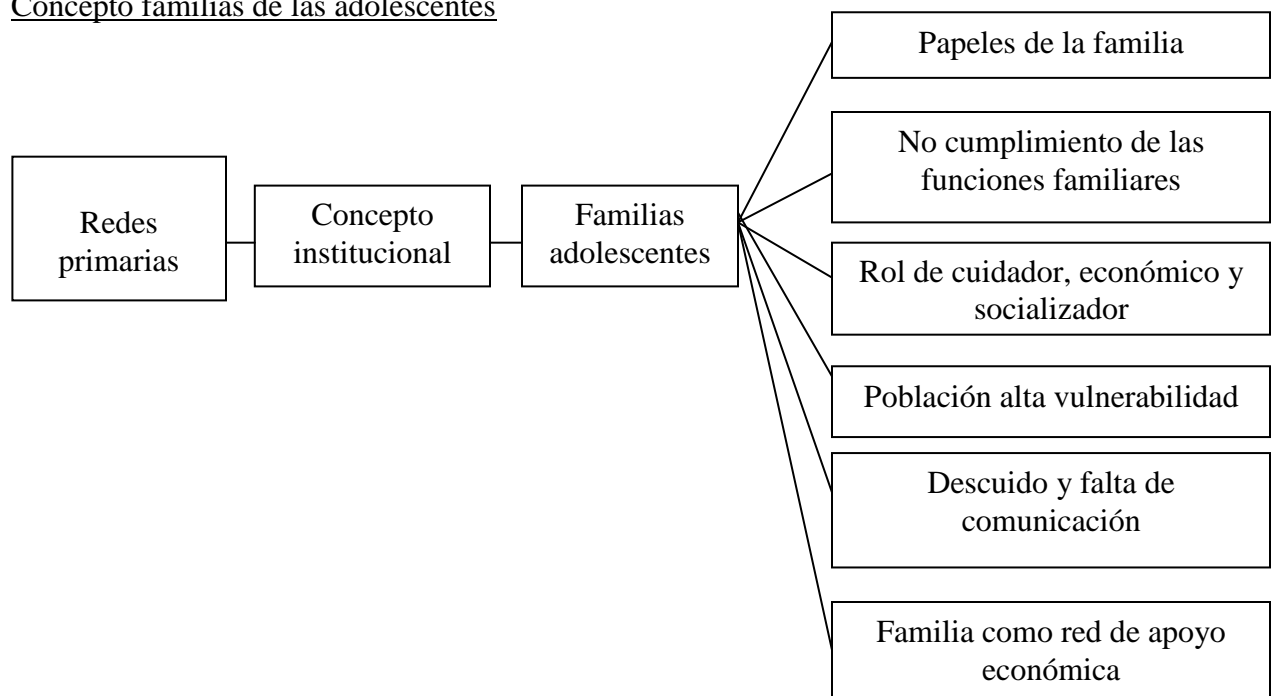 Concepto familias de las adolescentes
Papeles de la familia
No cumplimiento de las
funciones familiares
Redes
primarias
Concepto
institucional
Familias
adolescentes
Rol de cuidador, económico y
socializador
Población alta vulnerabilidad
Descuido y falta de
comunicación
Familia como red de apoyo
económica